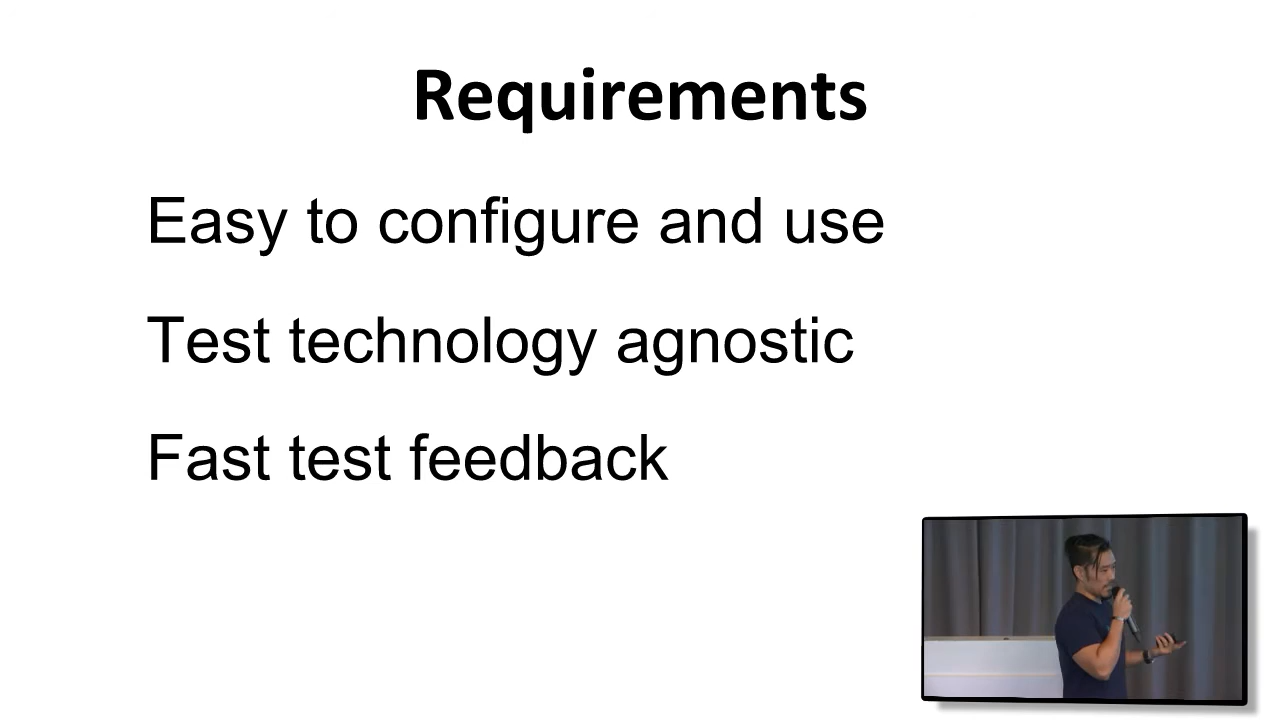 Requirements
Easy to configure and use
Test technology agnostic
Fast test feedback